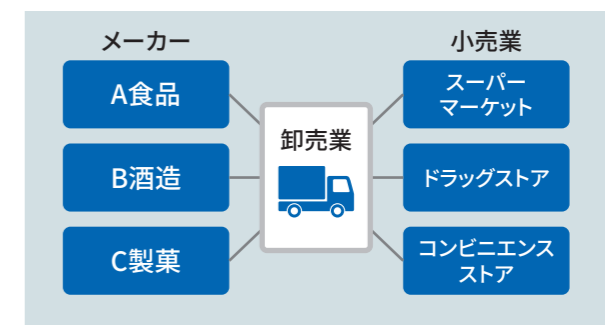 メーカー
A食品
B酒造
C製菓
卸売業
小売業
スーパー
マーケット
ドラッグストア
コンビニエンス
ストア